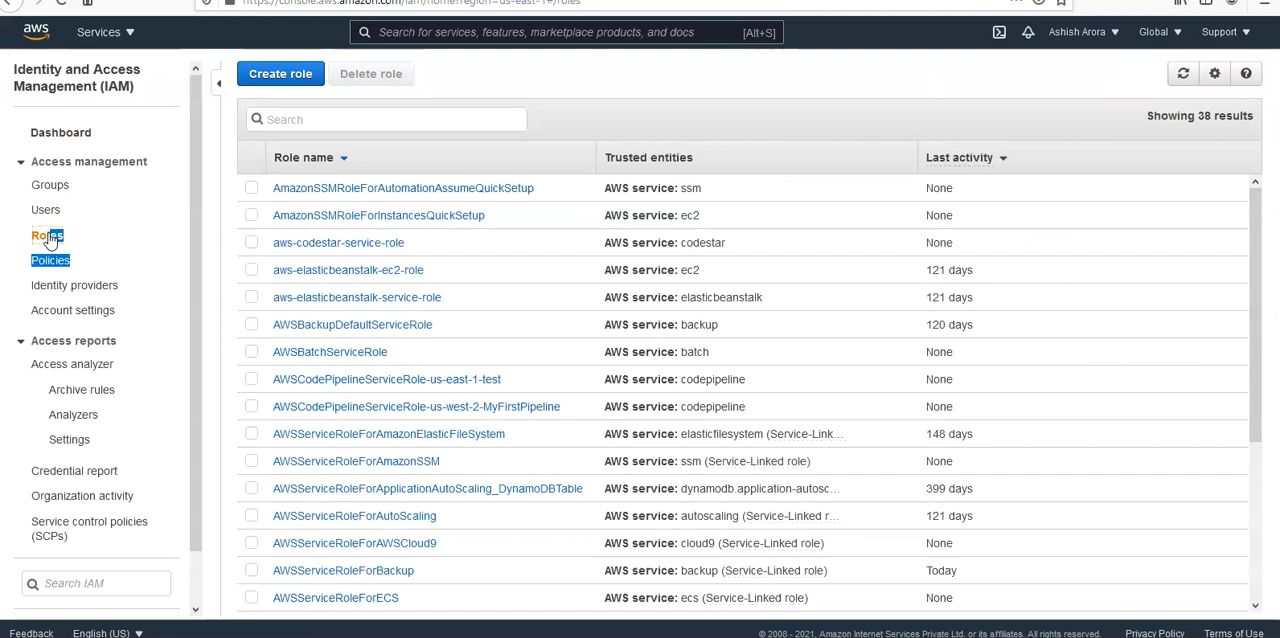 https://console.aws.amazon.com/iam/home?region=us-east-1#/roles
aws Services Search for services, features, marketplace products, and docs [Alt+S] Ashish Arora Global Support
Identity and Access
Management (IAM)
Dashboard
Access management
Groups
Users
Roles
Policies
Identity providers
Account settings
Access reports
Access analyzer
Archive rules
Analyzers
Settings
Credential report
Organization activity
Service control policies
(SCPs)
Search IAM
Create role Delete role
Search Showing 38 results
Role name Trusted entities Last activity
AmazonSSMRoleForAutomationAssumeQuickSetup AWS service: ssm None
AmazonSSMRoleForInstancesQuickSetup AWS service: ec2 None
aws-codestar-service-role AWS service: codestar None
aws-elasticbeanstalk-ec2-role AWS service: ec2 121 days
aws-elasticbeanstalk-service-role AWS service: elasticbeanstalk 121 days
AWSBackupDefaultServiceRole AWS service: backup 120 days
AWSBatchServiceRole AWS service: batch None
AWSCodePipelineServiceRole-us-east-1-test AWS service: codepipeline None
AWSCodePipelineServiceRole-us-west-2-MyFirstPipeline AWS service: codepipeline None
AWSServiceRoleForAmazonElasticFileSystem AWS service: elasticfilesystem (Service-Link... 148 days
AWSServiceRoleForAmazonSSM AWS service: ssm (Service-Linked role) None
AWSServiceRoleForApplicationAutoScaling_DynamoDBTable AWS service: dynamodb.application-autosc... 399 days
AWSServiceRoleForAutoScaling AWS service: autoscaling (Service-Linked r... 121 days
AWSServiceRoleForAWSCloud9 AWS service: cloud9 (Service-Linked role) None
AWSServiceRoleForBackup AWS service: backup (Service-Linked role) Today
AWSServiceRoleForECS AWS service: ecs (Service-Linked role) None
Feedback English (US) © 2008 - 2021, Amazon Internet Services Private Ltd. or its affiliates. All rights reserved. Privacy Policy Terms of Use